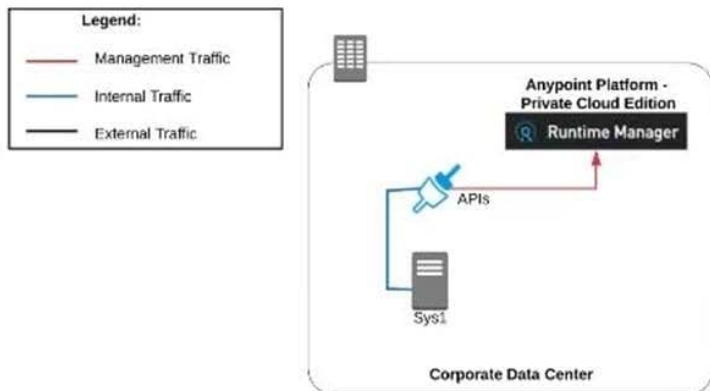 Legend:
Management Traffic
Internal Traffic
External Traffic
Anypoint Platform -
Private Cloud Edition
Runtime Manager
APIs
Sys1
Corporate Data Center